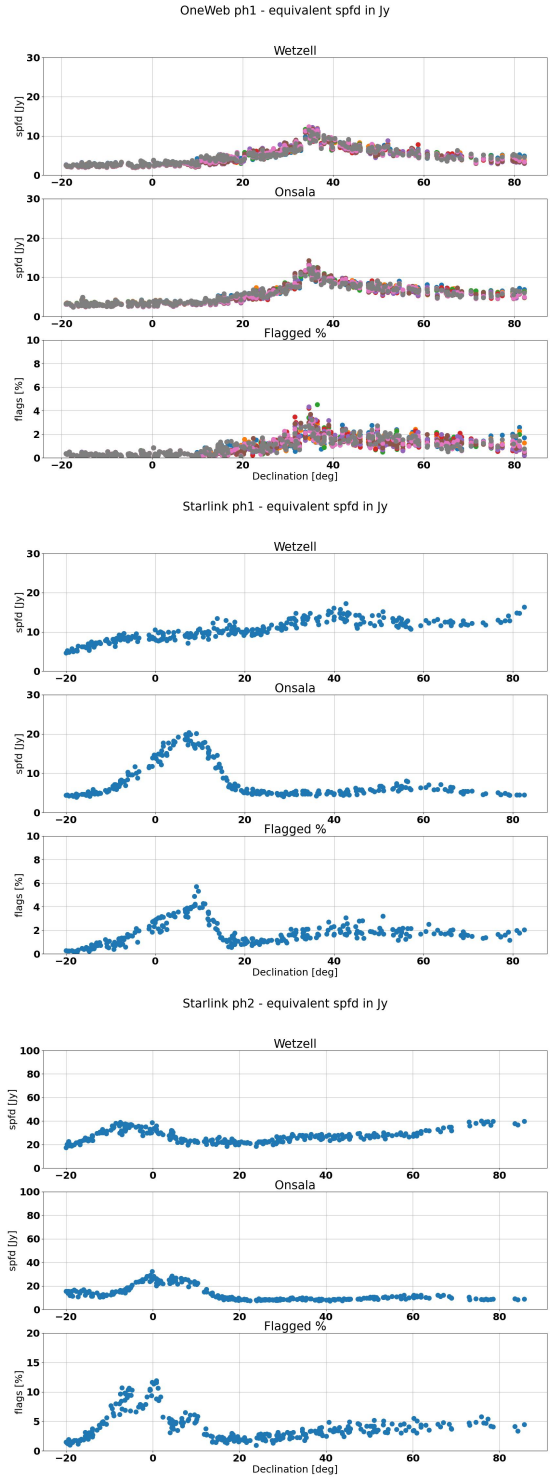 OneWeb ph1 - equivalent spfd in Jy
Wetzell
spfd [Jy]
30
20
10
0
−20 0 20 40 60 80
Onsala
spfd [Jy]
30
20
10
0
−20 0 20 40 60 80
Flagged %
flags [%]
10
8
6
4
2
0
−20 0 20 40 60 80
Declination [deg]
Starlink ph1 - equivalent spfd in Jy
Wetzell
spfd [Jy]
30
20
10
0
−20 0 20 40 60 80
Onsala
spfd [Jy]
30
20
10
0
−20 0 20 40 60 80
Flagged %
flags [%]
10
8
6
4
2
0
−20 0 20 40 60 80
Declination [deg]
Starlink ph2 - equivalent spfd in Jy
Wetzell
spfd [Jy]
100
80
60
40
20
0
−20 0 20 40 60 80
Onsala
spfd [Jy]
100
80
60
40
20
0
−20 0 20 40 60 80
Flagged %
flags [%]
20
15
10
5
0
−20 0 20 40 60 80
Declination [deg]